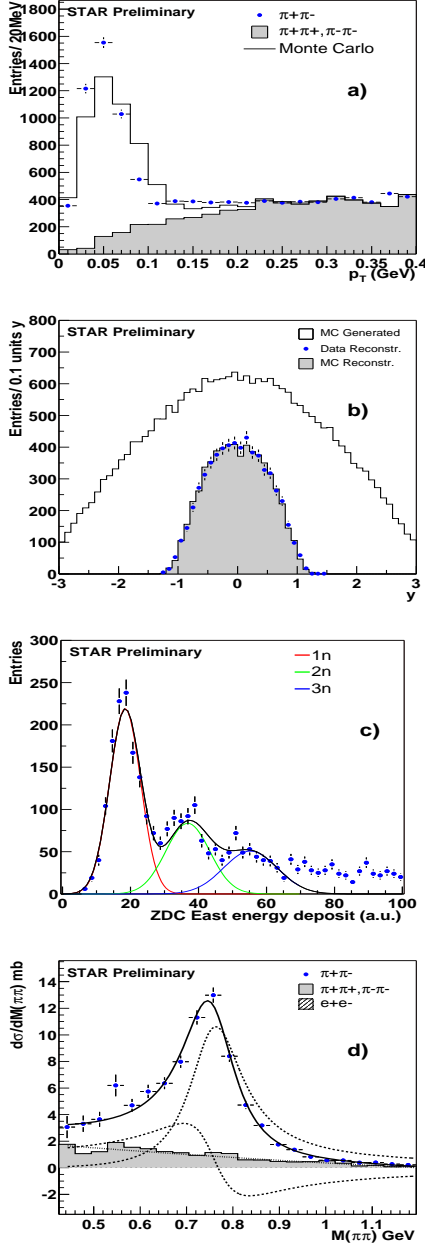 STAR Preliminary
π+π-
π+π+,π-π-
Monte Carlo
a)
Entries/ 20MeV
1800
1600
1400
1200
1000
800
600
400
200
0
0 0.05 0.1 0.15 0.2 0.25 0.3 0.35 0.4
pT (GeV)
STAR Preliminary
MC Generated
Data Reconstr.
MC Reconstr.
b)
Entries/ 0.1 units y
800
700
600
500
400
300
200
100
0
-3 -2 -1 0 1 2 3
y
STAR Preliminary
1n
2n
3n
c)
Entries
300
250
200
150
100
50
0
0 20 40 60 80 100
ZDC East energy deposit (a.u.)
STAR Preliminary
π+π-
π+π+,π-π-
e+e-
d)
dσ/dM(ππ) mb
14
12
10
8
6
4
2
0
-2
0.5 0.6 0.7 0.8 0.9 1 1.1
M(ππ) GeV